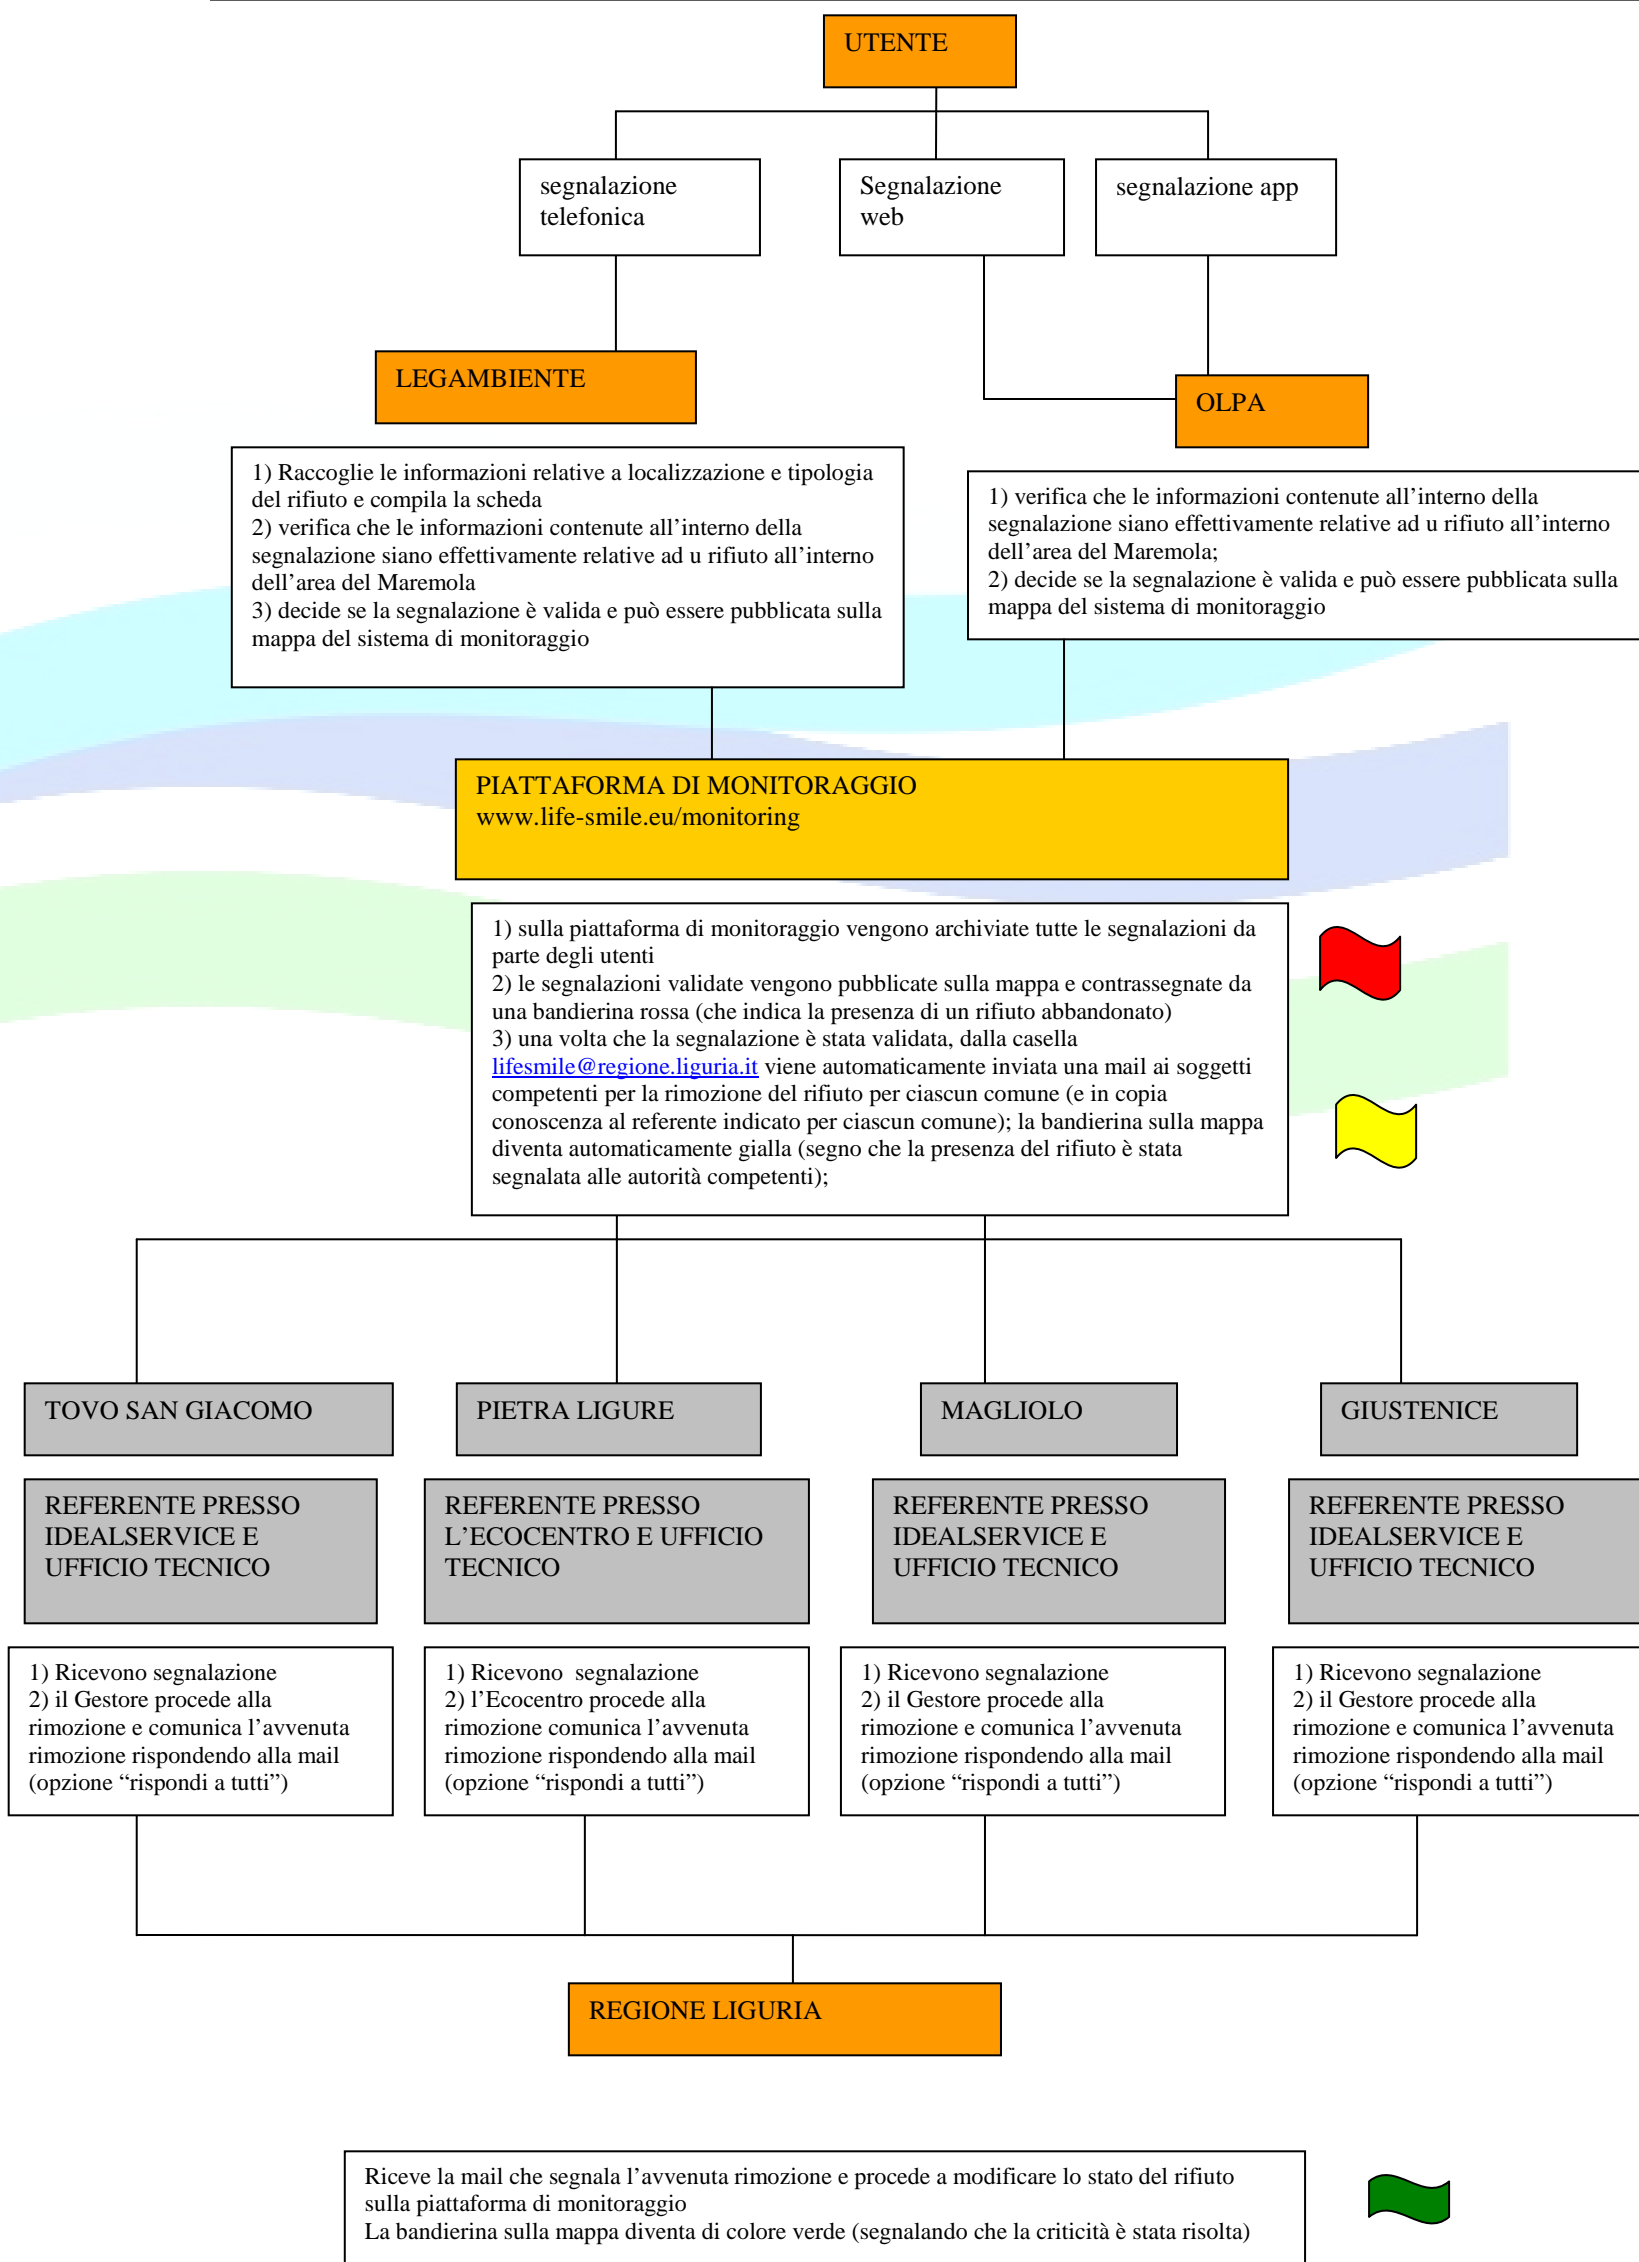 UTENTE
segnalazione
telefonica
Segnalazione
web
segnalazione app
LEGAMBIENTE
OLPA
1) Raccoglie le informazioni relative a localizzazione e tipologia
del rifiuto e compila la scheda
2) verifica che le informazioni contenute all’interno della
segnalazione siano effettivamente relative ad u rifiuto all’interno
dell’area del Maremola
3) decide se la segnalazione è valida e può essere pubblicata sulla
mappa del sistema di monitoraggio
1) verifica che le informazioni contenute all’interno della
segnalazione siano effettivamente relative ad u rifiuto all’interno
dell’area del Maremola;
2) decide se la segnalazione è valida e può essere pubblicata sulla
mappa del sistema di monitoraggio
PIATTAFORMA DI MONITORAGGIO
www.life-smile.eu/monitoring
1) sulla piattaforma di monitoraggio vengono archiviate tutte le segnalazioni da
parte degli utenti
2) le segnalazioni validate vengono pubblicate sulla mappa e contrassegnate da
una bandierina rossa (che indica la presenza di un rifiuto abbandonato)
3) una volta che la segnalazione è stata validata, dalla casella
lifesmile@regione.liguria.it viene automaticamente inviata una mail ai soggetti
competenti per la rimozione del rifiuto per ciascun comune (e in copia
conoscenza al referente indicato per ciascun comune); la bandierina sulla mappa
diventa automaticamente gialla (segno che la presenza del rifiuto è stata
segnalata alle autorità competenti);
TOVO SAN GIACOMO
PIETRA LIGURE
MAGLIOLO
GIUSTENICE
REFERENTE PRESSO
IDEALSERVICE E
UFFICIO TECNICO
REFERENTE PRESSO
L’ECOCENTRO E UFFICIO
TECNICO
REFERENTE PRESSO
IDEALSERVICE E
UFFICIO TECNICO
REFERENTE PRESSO
IDEALSERVICE E
UFFICIO TECNICO
1) Ricevono segnalazione
2) il Gestore procede alla
rimozione e comunica l’avvenuta
rimozione rispondendo alla mail
(opzione “rispondi a tutti”)
1) Ricevono segnalazione
2) l’Ecocentro procede alla
rimozione comunica l’avvenuta
rimozione rispondendo alla mail
(opzione “rispondi a tutti”)
1) Ricevono segnalazione
2) il Gestore procede alla
rimozione e comunica l’avvenuta
rimozione rispondendo alla mail
(opzione “rispondi a tutti”)
1) Ricevono segnalazione
2) il Gestore procede alla
rimozione e comunica l’avvenuta
rimozione rispondendo alla mail
(opzione “rispondi a tutti”)
REGIONE LIGURIA
Riceve la mail che segnala l’avvenuta rimozione e procede a modificare lo stato del rifiuto
sulla piattaforma di monitoraggio
La bandierina sulla mappa diventa di colore verde (segnalando che la criticità è stata risolta)